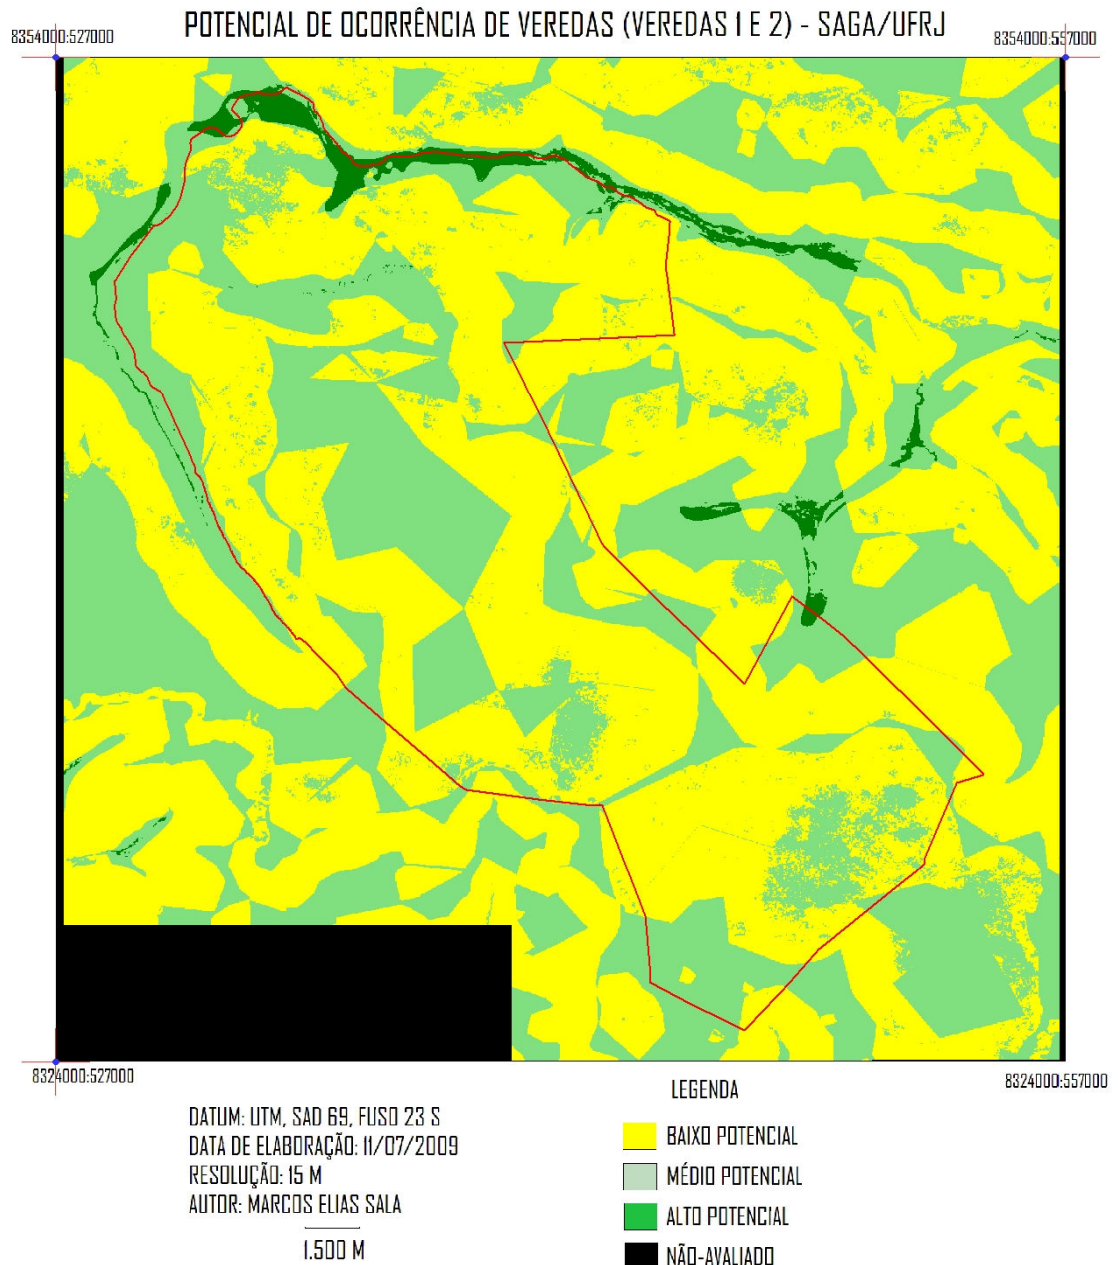 POTENCIAL DE OCORRÊNCIA DE VEREDAS (VEREDAS 1 E 2) - SAGA/UFRJ
8354000:527000
8354000:557000
8324000:527000
8324000:557000
LEGENDA
DATUM: UTM, SAD 69, FUSO 23 S
DATA DE ELABORAÇÃO: 11/07/2009
RESOLUÇÃO: 15 M
AUTOR: MARCOS ELIAS SALA
1.500 M
BAIXO POTENCIAL
MÉDIO POTENCIAL
ALTO POTENCIAL
NÃO-AVALIADO